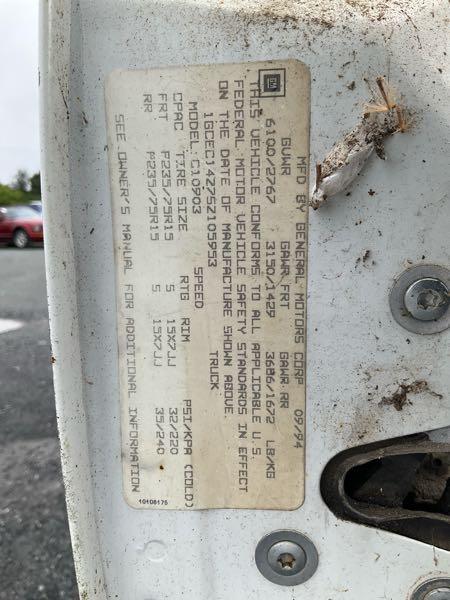 GM
MFD BY GENERAL MOTORS CORP 09/94
GVWR GAWR FRT GAWR RR
6100/2767 3150/1429 3686/1672 LB/KG
THIS VEHICLE CONFORMS TO ALL APPLICABLE U.S.
FEDERAL MOTOR VEHICLE SAFETY STANDARDS IN EFFECT
ON THE DATE OF MANUFACTURE SHOWN ABOVE.
1GCEC14Z2SZ105953 TRUCK
MODEL: C10903
CPAC TIRE SIZE SPEED RTG RIM PSI/KPA (COLD)
FRT P235/75R15 S 15X7JJ 32/220
RR P235/75R15 S 15X7JJ 35/240
SEE OWNER'S MANUAL FOR ADDITIONAL INFORMATION
10108175